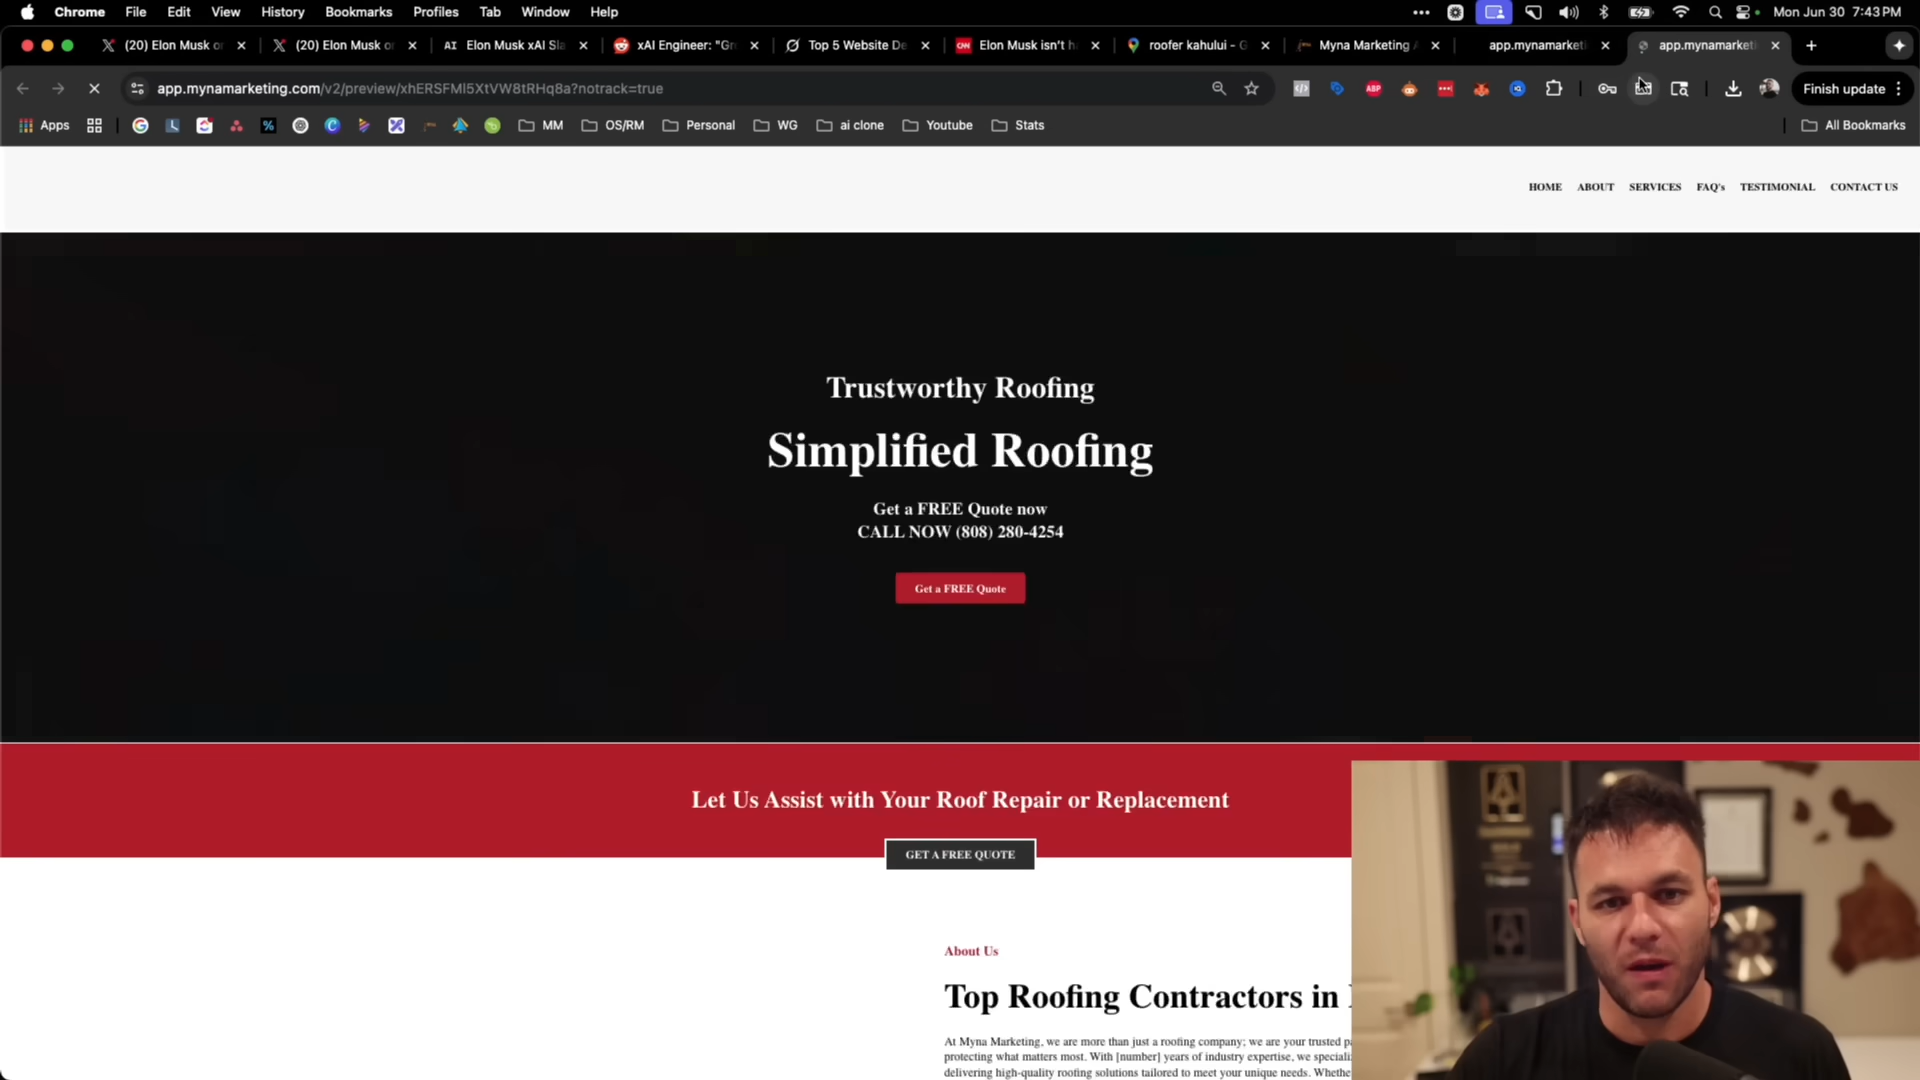 Chrome File Edit View History Bookmarks Profiles Tab Window Help
Mon Jun 30 7:43 PM
(20) Elon Musk or
(20) Elon Musk or
AI Elon Musk xAI Sla
xAI Engineer: "Gr
Top 5 Website De
CNN Elon Musk isn't h
roofer kahului - G
Myna Marketing
app.mynamarketi
app.mynamarketi
app.mynamarketing.com/v2/preview/xhERSFMl5XtVW8tRHq8a?notrack=true
ABP
Finish update
Apps
MM
OS/RM
Personal
WG
ai clone
Youtube
Stats
All Bookmarks
HOME ABOUT SERVICES FAQ's TESTIMONIAL CONTACT US
Trustworthy Roofing
Simplified Roofing
Get a FREE Quote now
CALL NOW (808) 280-4254
Get a FREE Quote
Let Us Assist with Your Roof Repair or Replacement
GET A FREE QUOTE
About Us
Top Roofing Contractors in
At Myna Marketing, we are more than just a roofing company; we are your trusted
protecting what matters most. With [number] years of industry expertise, we speciali
delivering high-quality roofing solutions tailored to meet your unique needs. Whethe